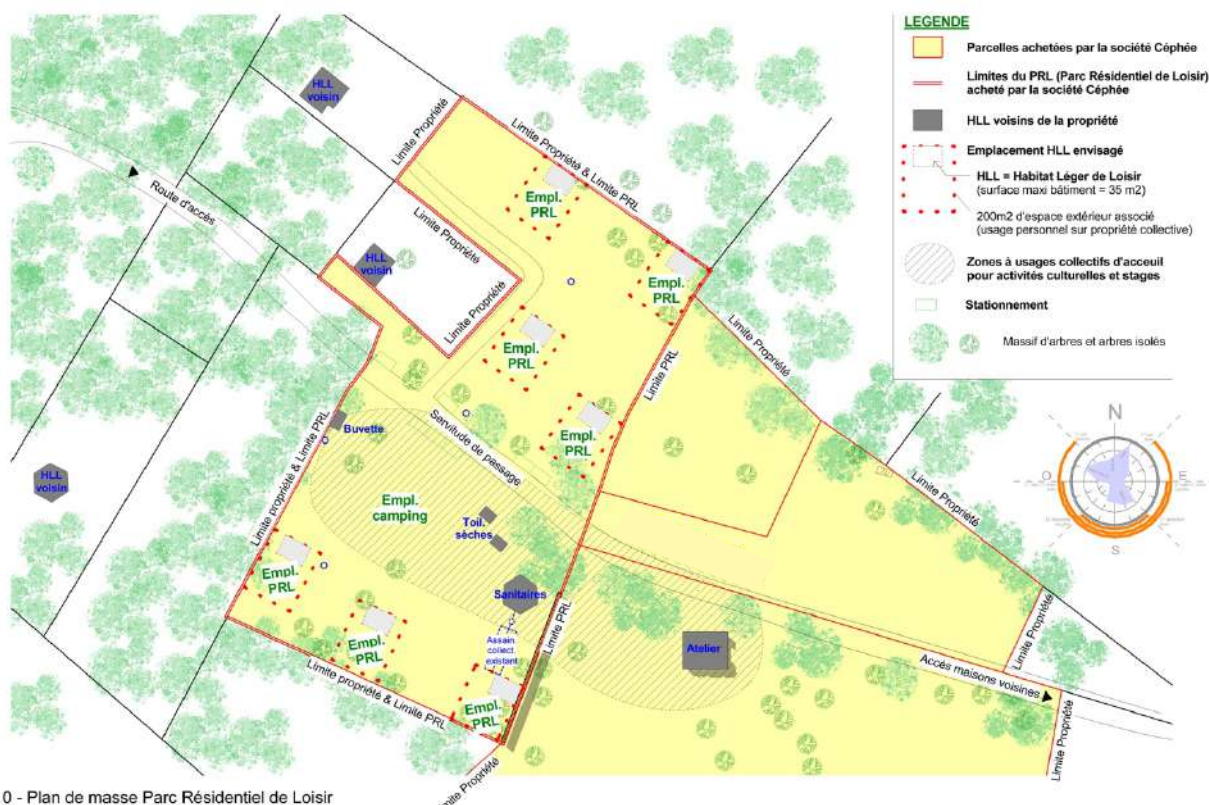 LEGENDE
Parcelles achetées par la société Céphée
Limites du PRL (Parc Résidentiel de Loisir)
acheté par la société Céphée
HLL voisins de la propriété
Emplacement HLL envisagé
HLL = Habitat Léger de Loisir
(surface maxi bâtiment = 35 m2)
200m2 d'espace extérieur associé
(usage personnel sur propriété collective)
Zones à usages collectifs d'acceuil
pour activités culturelles et stages
Stationnement
Massif d'arbres et arbres isolés
HLL
voisin
Limite Propriété
Limite Propriété & Limite PRL
Route d'accès
Empl.
PRL
Limite Propriété
HLL
voisin
Limite Propriété
Empl.
PRL
Limite Propriété
Empl.
PRL
Limite PRL
Empl.
PRL
Servitude de passage
Limite propriété & Limite PRL
Buvette
HLL
voisin
Empl.
camping
Toil.
sèches
Limite Propriété
N
O
E
S
Empl.
PRL
Sanitaires
Limite PRL
Assain.
collect.
existant
Atelier
Accés maisons voisines
Limite Propriété
Limite Propriété
Empl.
PRL
Limite propriété & Limite PRL
Empl.
PRL
Limite Propriété
0 - Plan de masse Parc Résidentiel de Loisir